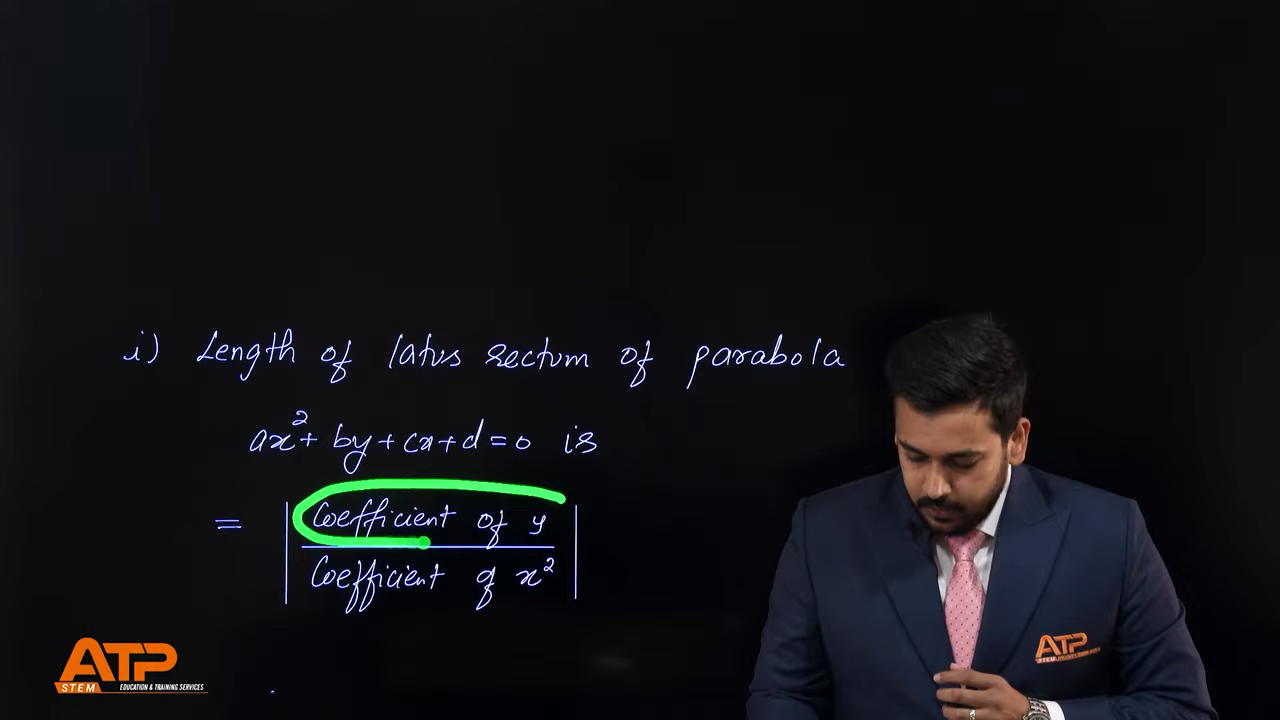 i) Length of latus rectum of parabola
ax²+ by+cx+d=0 is
= | Coefficient of y / Coefficient of x² |
ATP
STEM EDUCATION & TRAINING SERVICES
ATP
STEM